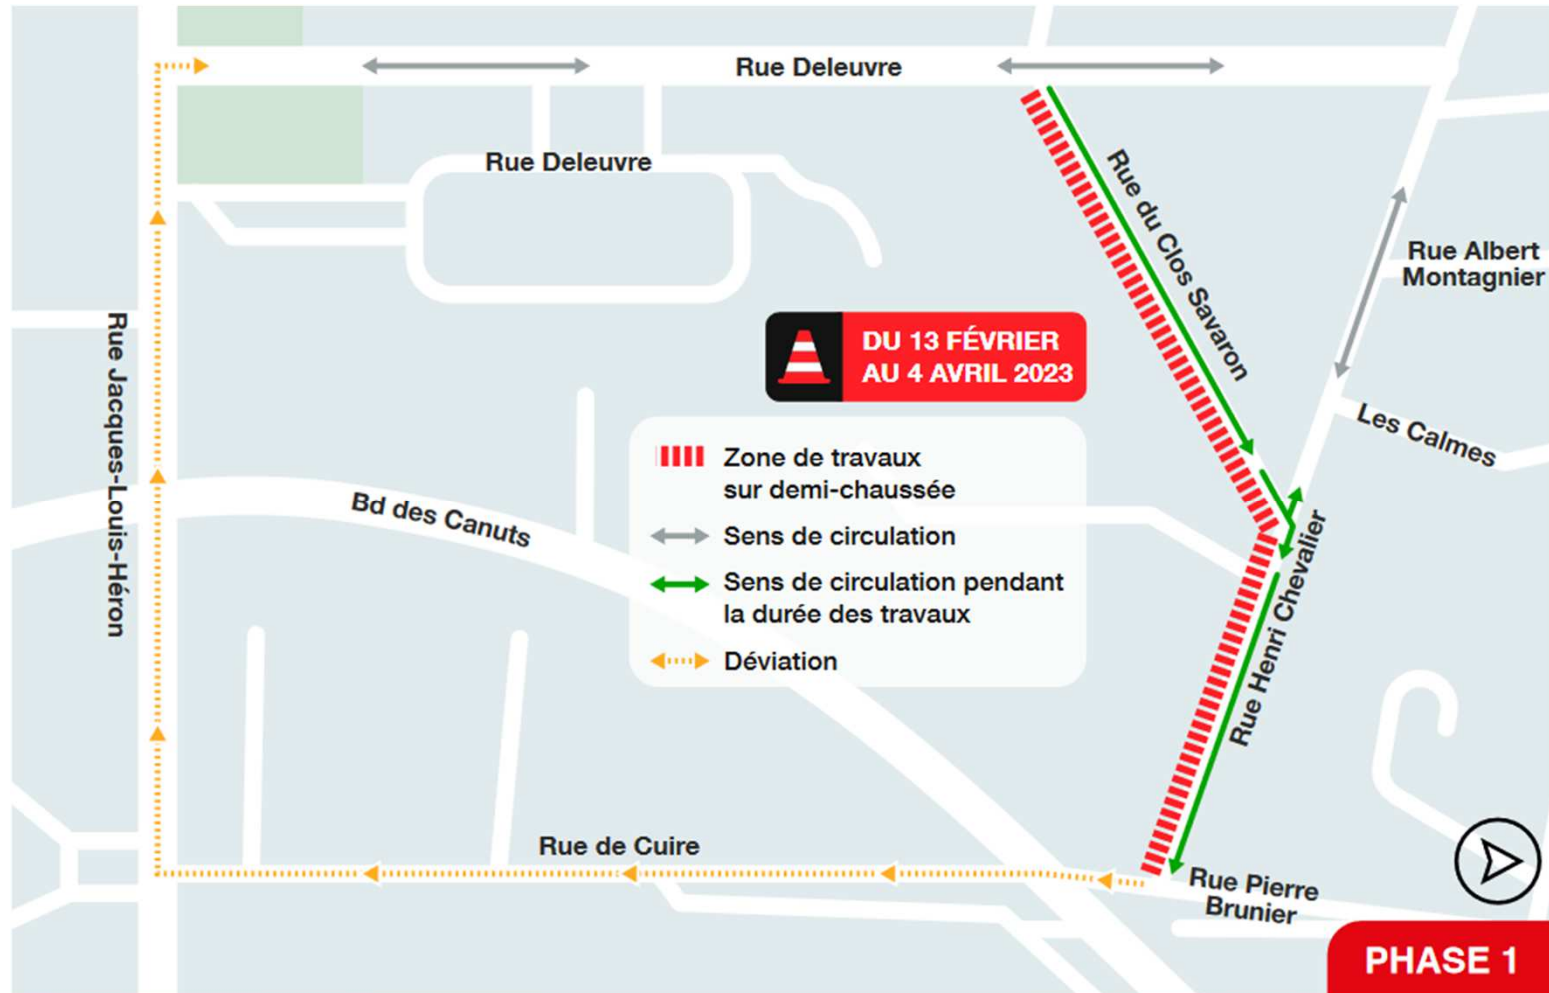 Rue Deleuvre
Rue Deleuvre
Rue du Clos Savaron
Rue Albert
Montagnier
Rue Jacques-Louis-Héron
DU 13 FÉVRIER
AU 4 AVRIL 2023
Les Calmes
Zone de travaux
sur demi-chaussée
Bd des Canuts
Sens de circulation
Sens de circulation pendant
la durée des travaux
Déviation
Rue Henri Chevalier
Rue de Cuire
Rue Pierre
Brunier
PHASE 1